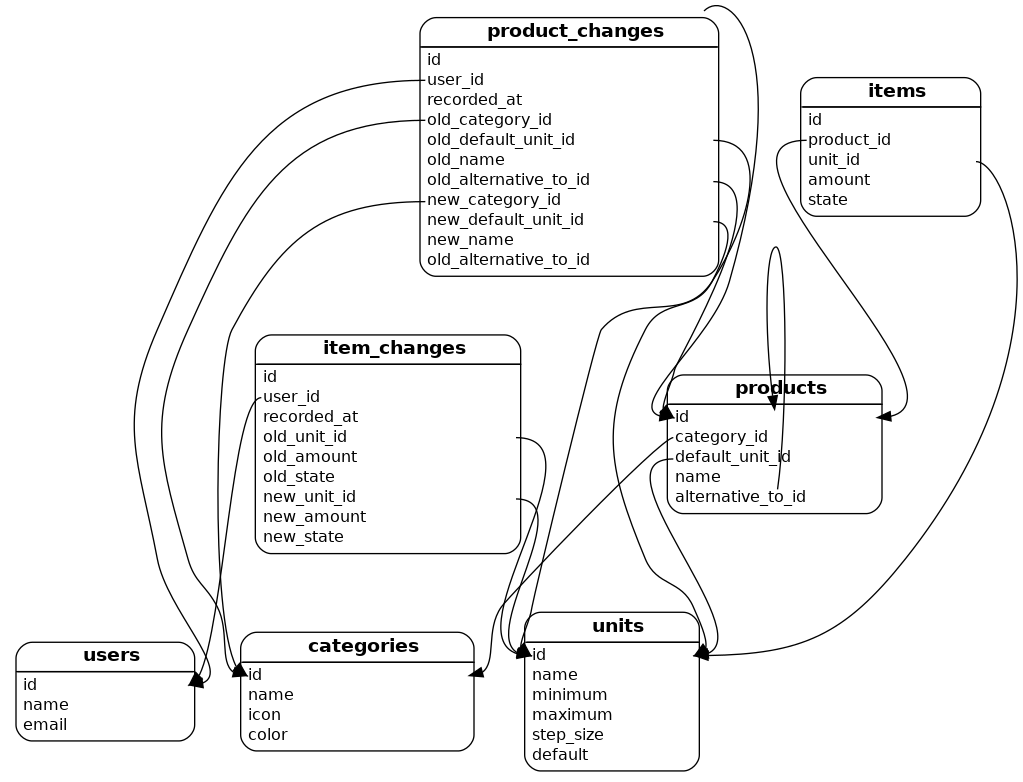 product_changes
id
user_id
recorded_at
old_category_id
old_default_unit_id
old_name
old_alternative_to_id
new_category_id
new_default_unit_id
new_name
old_alternative_to_id
items
id
product_id
unit_id
amount
state
item_changes
id
user_id
recorded_at
old_unit_id
old_amount
old_state
new_unit_id
new_amount
new_state
products
id
category_id
default_unit_id
name
alternative_to_id
users
id
name
email
categories
id
name
icon
color
units
id
name
minimum
maximum
step_size
default